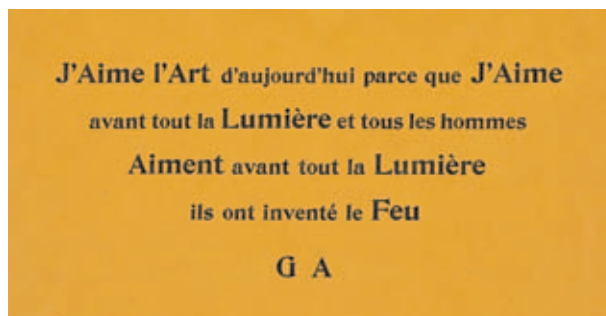 J'Aime l'Art d'aujourd'hui parce que J'Aime
avant tout la Lumière et tous les hommes
Aiment avant tout la Lumière
ils ont inventé le Feu
G A